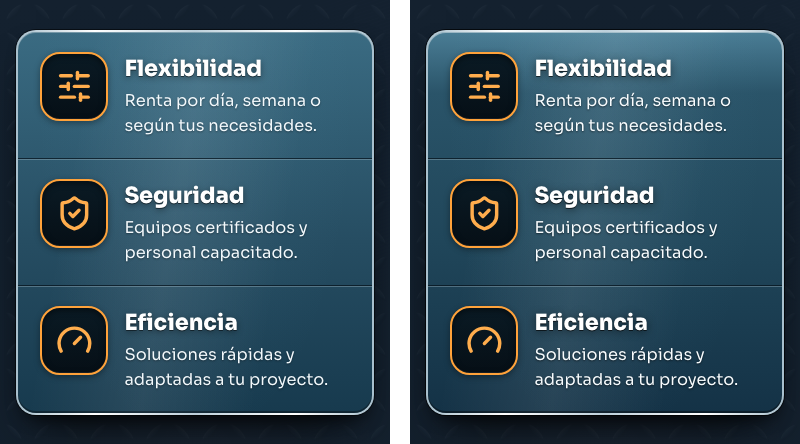 Flexibilidad
Renta por día, semana o
según tus necesidades.
Seguridad
Equipos certificados y
personal capacitado.
Eficiencia
Soluciones rápidas y
adaptadas a tu proyecto.
Flexibilidad
Renta por día, semana o
según tus necesidades.
Seguridad
Equipos certificados y
personal capacitado.
Eficiencia
Soluciones rápidas y
adaptadas a tu proyecto.